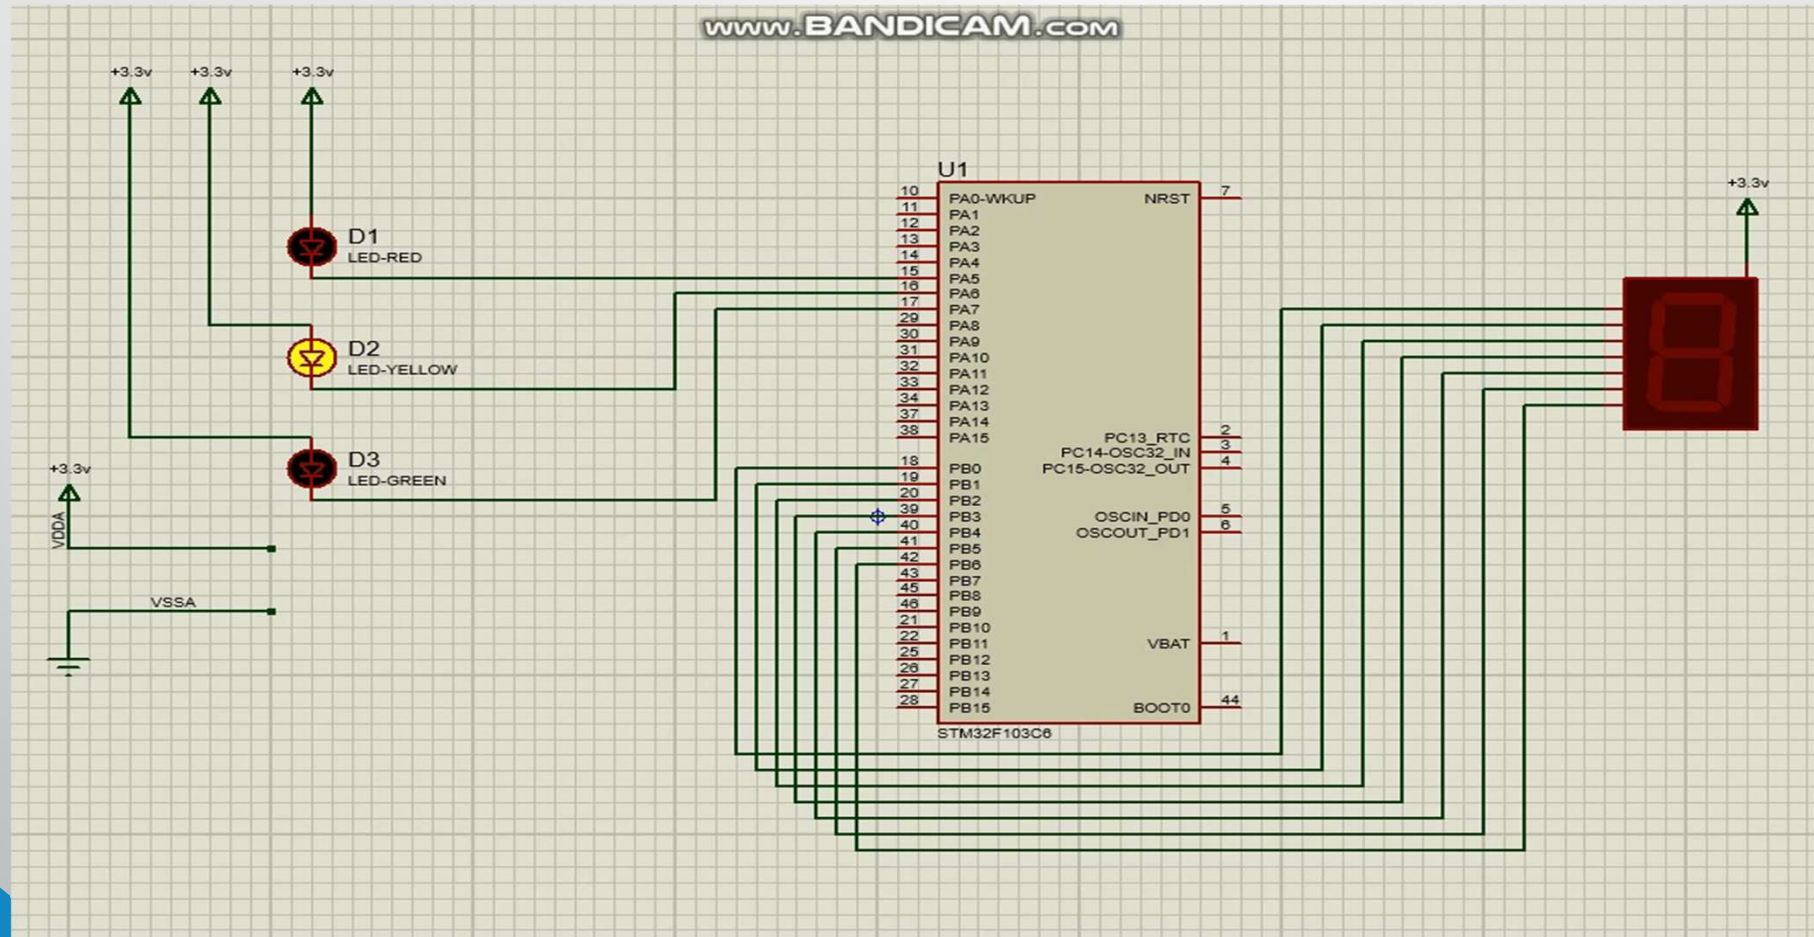 www.BANDICAM.com
+3.3v
+3.3v
+3.3v
D1
LED-RED
D2
LED-YELLOW
D3
LED-GREEN
+3.3v
VDDA
VSSA
U1
10 PA0-WKUP
11 PA1
12 PA2
13 PA3
14 PA4
15 PA5
16 PA6
17 PA7
29 PA8
30 PA9
31 PA10
32 PA11
33 PA12
34 PA13
37 PA14
38 PA15
18 PB0
19 PB1
20 PB2
39 PB3
40 PB4
41 PB5
42 PB6
43 PB7
45 PB8
46 PB9
21 PB10
22 PB11
25 PB12
26 PB13
27 PB14
28 PB15
NRST 7
PC13_RTC 2
PC14-OSC32_IN 3
PC15-OSC32_OUT 4
OSCIN_PD0 5
OSCOUT_PD1 6
VBAT 1
BOOT0 44
STM32F103C6
+3.3v